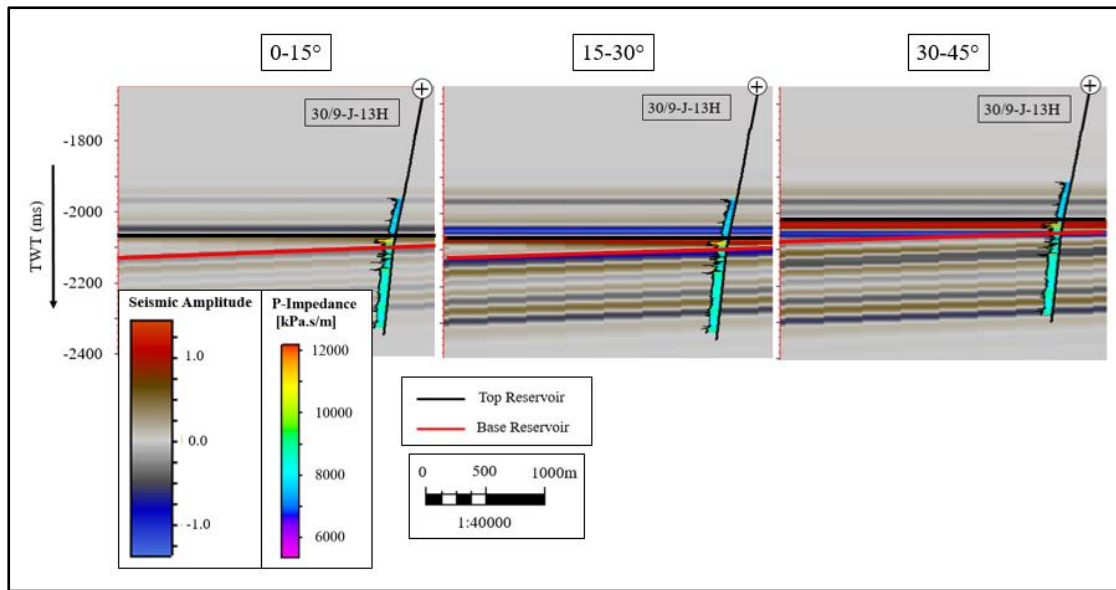 0-15°
15-30°
30-45°
30/9-J-13H
30/9-J-13H
30/9-J-13H
TWT (ms)
-1800
-2000
-2200
-2400
Seismic Amplitude
1.0
0.0
-1.0
P-Impedance
[kPa.s/m]
12000
10000
8000
6000
Top Reservoir
Base Reservoir
0 500 1000m
1:40000